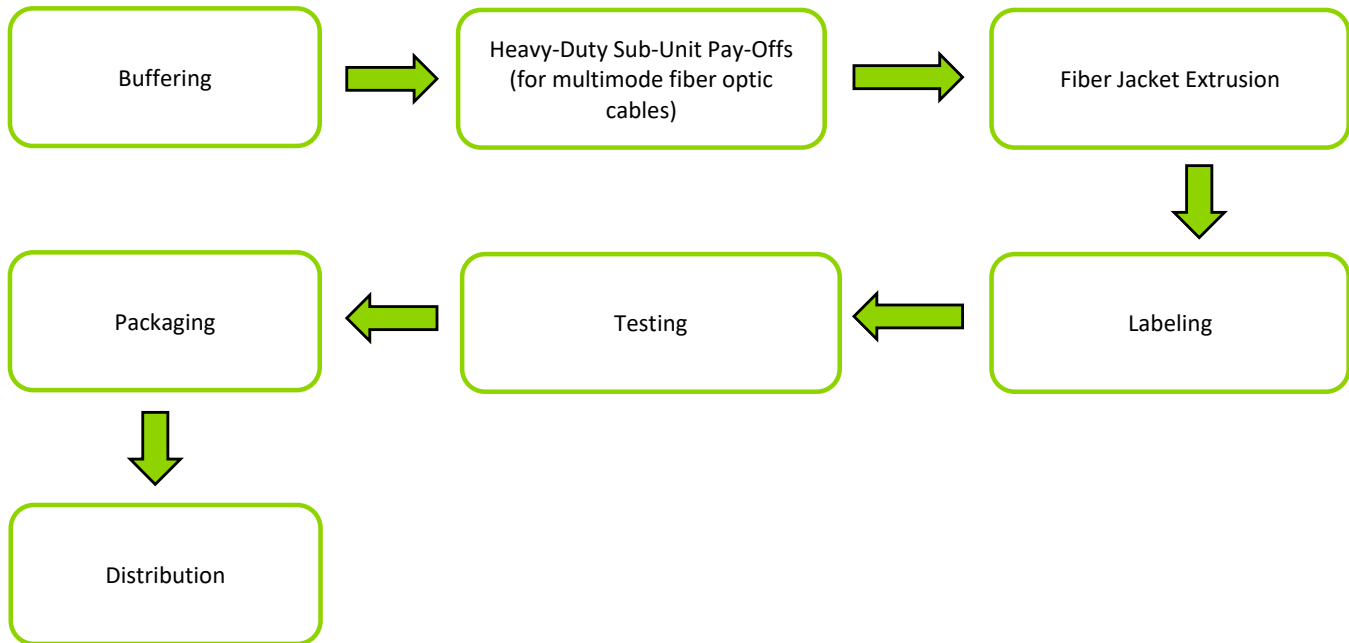 Buffering
Heavy-Duty Sub-Unit Pay-Offs
(for multimode fiber optic
cables)
Fiber Jacket Extrusion
Labeling
Testing
Packaging
Distribution